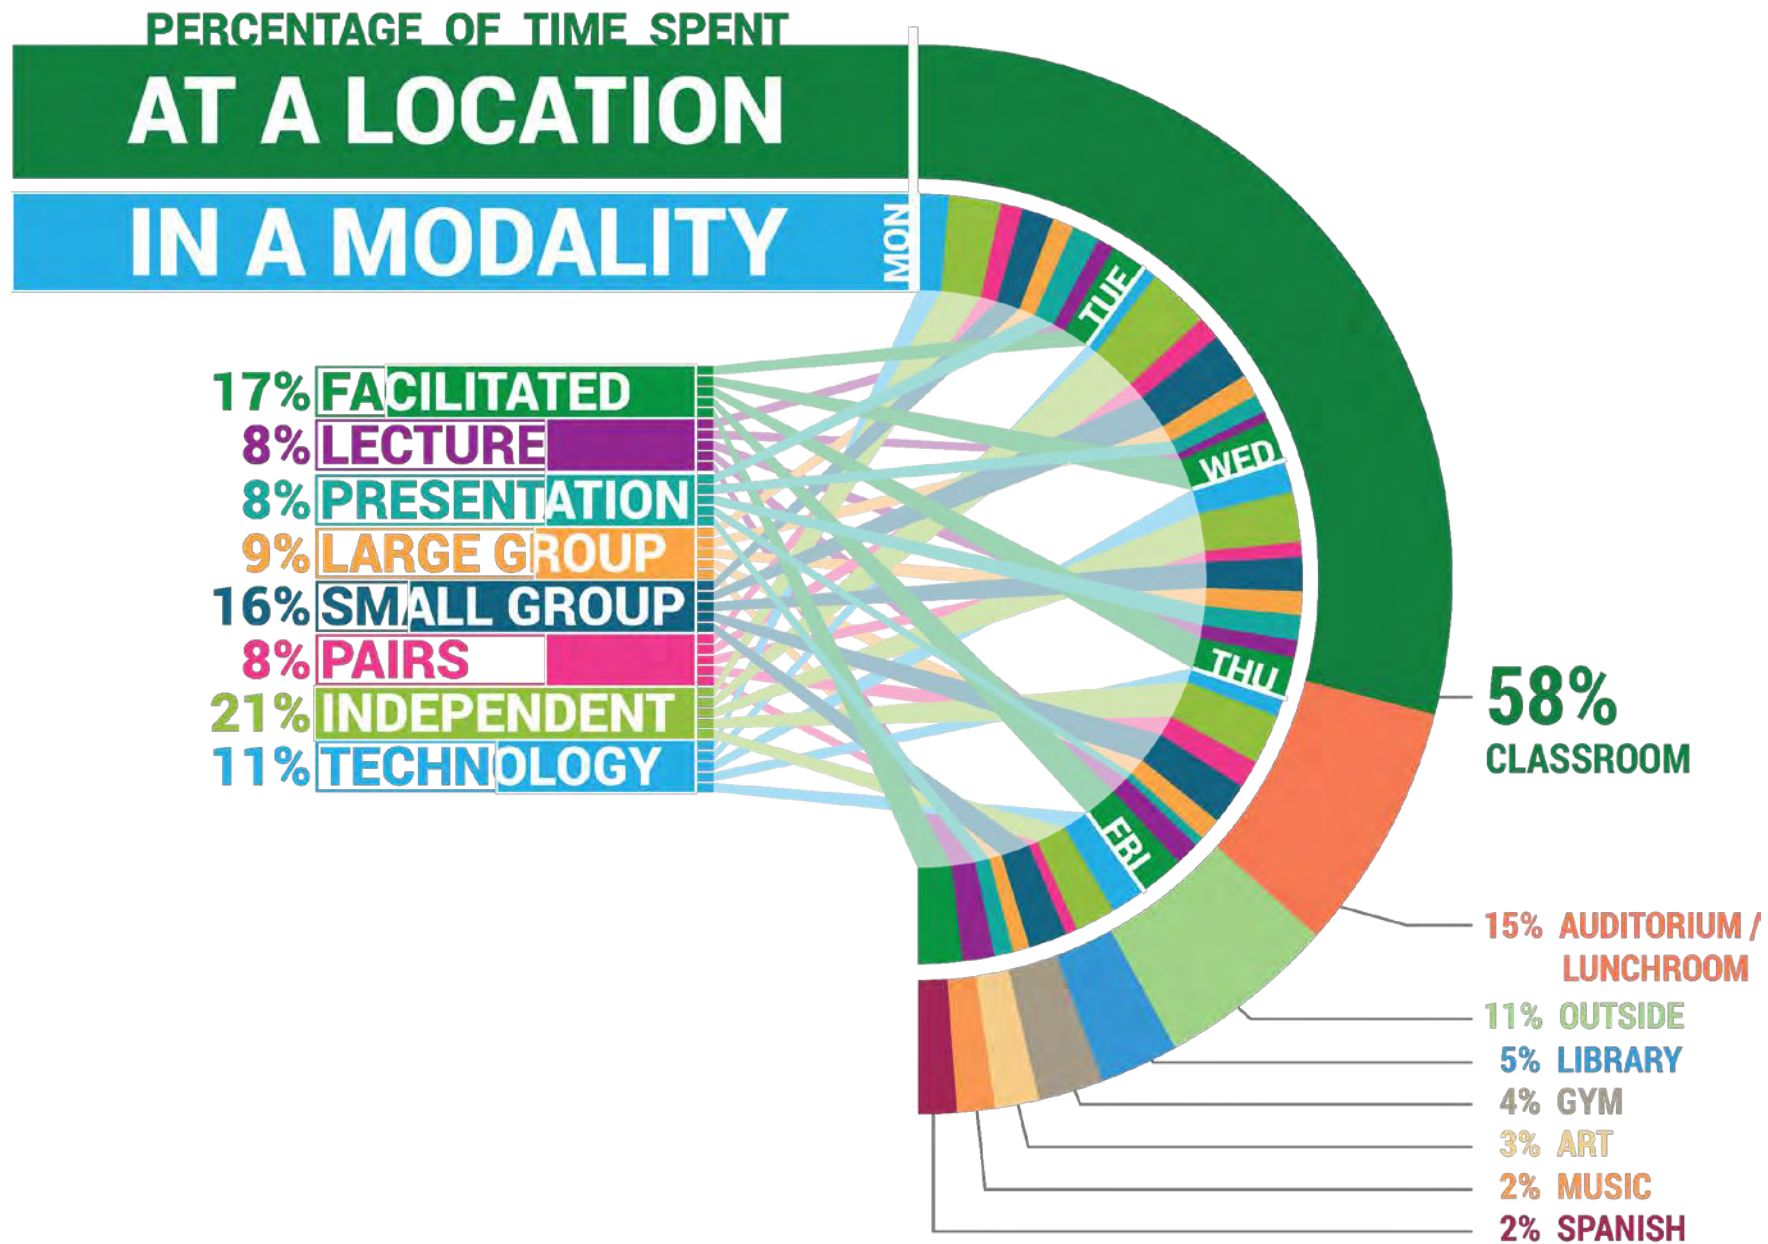 PERCENTAGE OF TIME SPENT
AT A LOCATION
IN A MODALITY
MON
TUE
WED
THU
FRI
17% FACILITATED
8% LECTURE
8% PRESENTATION
9% LARGE GROUP
16% SMALL GROUP
8% PAIRS
21% INDEPENDENT
11% TECHNOLOGY
58%
CLASSROOM
15% AUDITORIUM /
LUNCHROOM
11% OUTSIDE
5% LIBRARY
4% GYM
3% ART
2% MUSIC
2% SPANISH